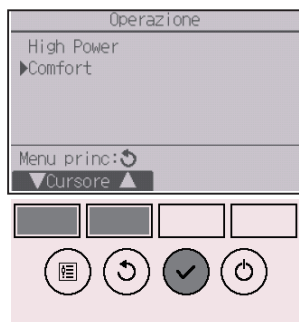 Operazione
High Power
▶Comfort
Menu princ:↺
▼Cursore▲